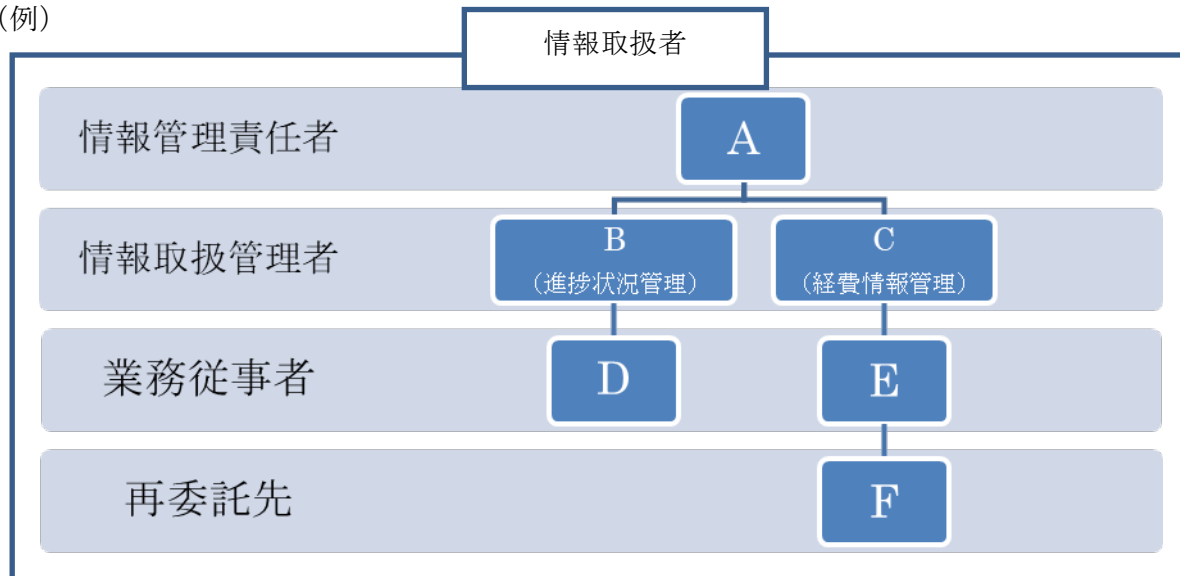 (例)
情報取扱者
情報管理責任者
A
情報取扱管理者
B
(進捗状況管理)
C
(経費情報管理)
業務従事者
D
E
再委託先
F